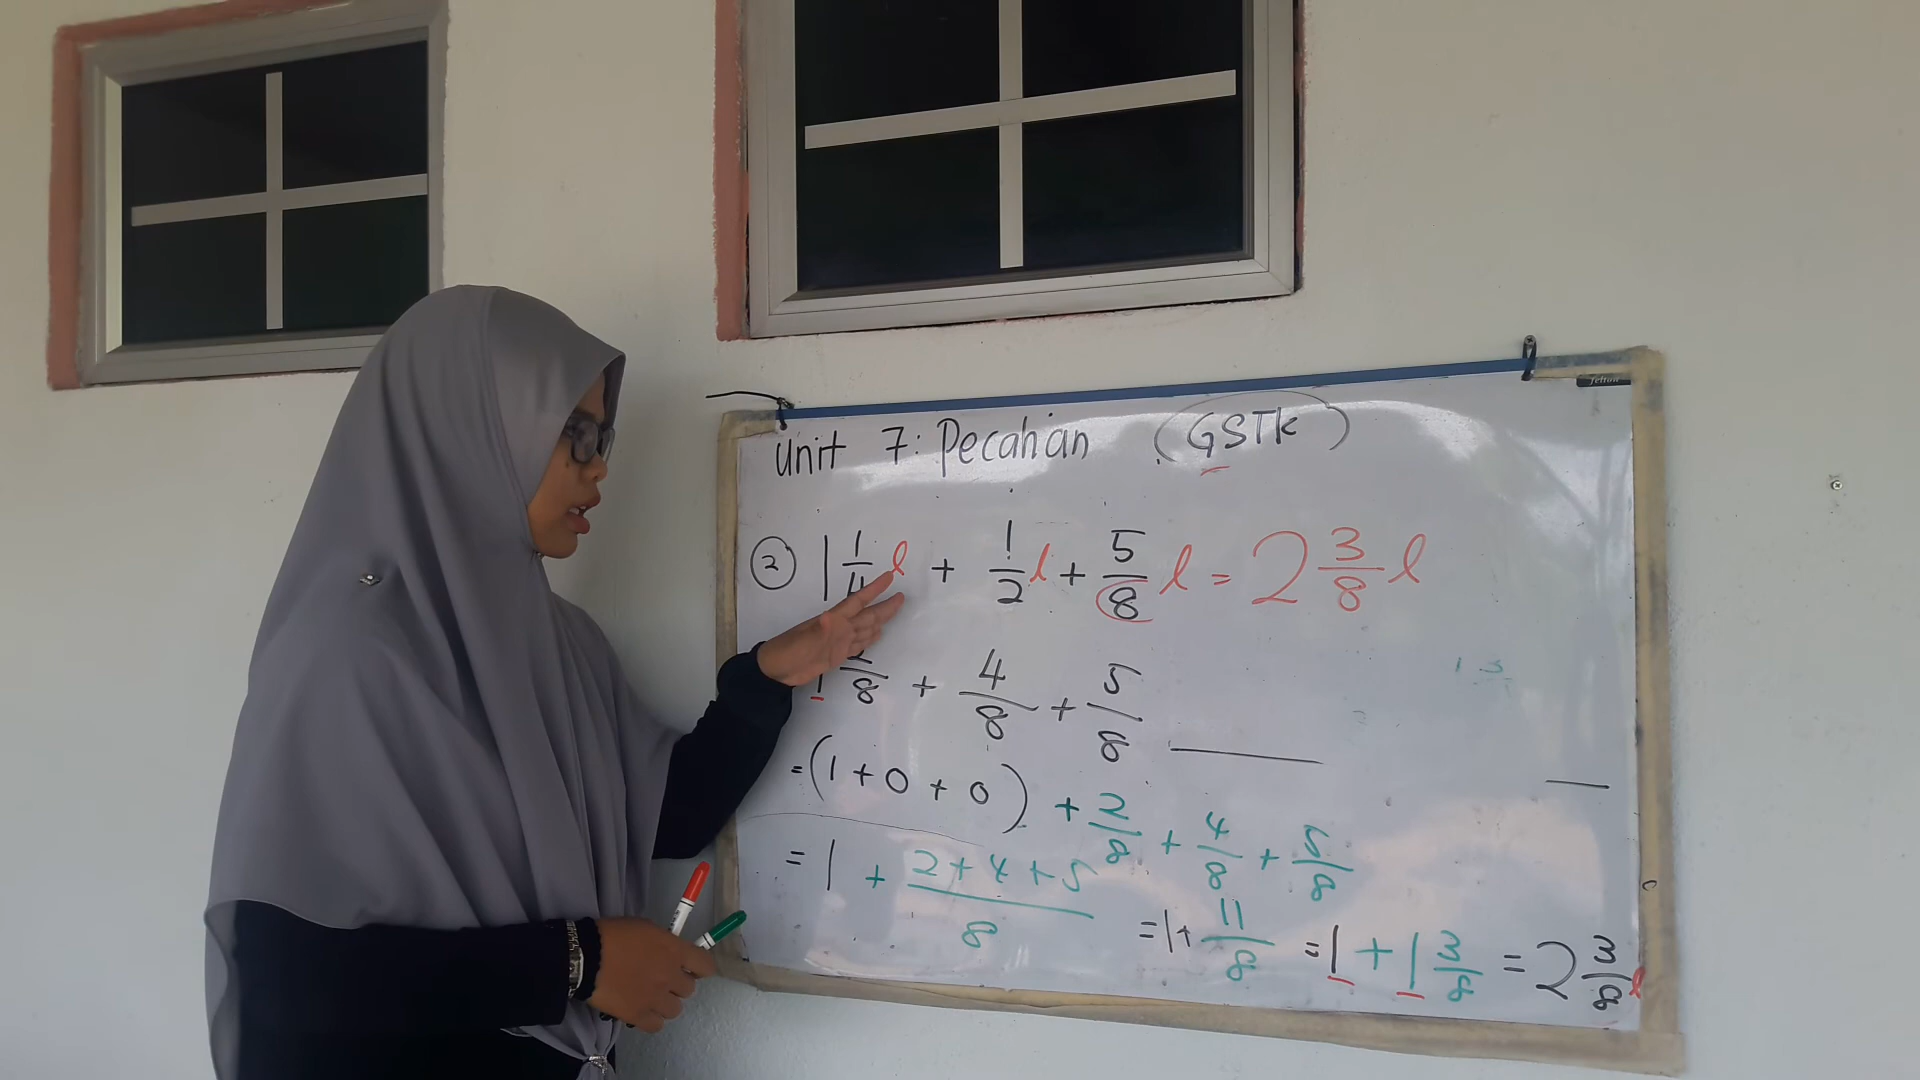 Unit 7: Pecahan (GSTK)
2 1 1/4 l + 1/2 l + 5/8 l = 2 3/8 l
1 2/8 + 4/8 + 5/8
= (1 + 0 + 0) + 2/8 + 4/8 + 5/8
= 1 + (2 + 4 + 5)/8 = 1 + 11/8 = 1 + 1 3/8 = 2 3/8 l